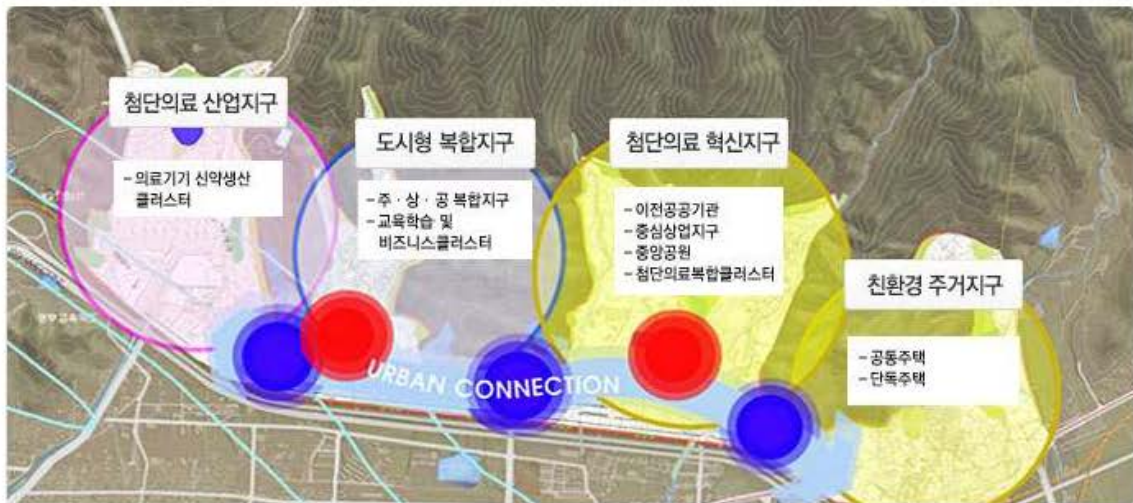 첨단의료 산업지구
– 의료기기 신약생산
클러스터
도시형 복합지구
– 주 · 상 · 공 복합지구
– 교육학습 및
비즈니스클러스터
첨단의료 혁신지구
– 이전공공기관
– 중심상업지구
– 중앙공원
– 첨단의료복합클러스터
친환경 주거지구
– 공동주택
– 단독주택
URBAN CONNECTION